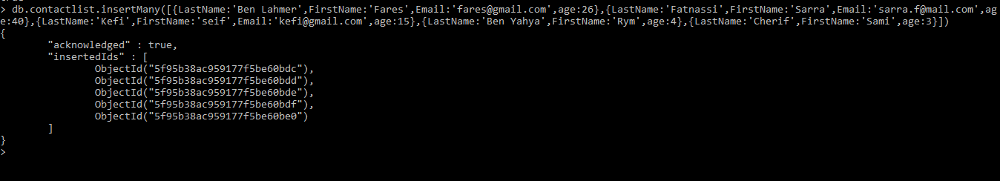 > db.contactlist.insertMany([{LastName:'Ben Lahmer',FirstName:'Fares',Email:'fares@gmail.com',age:26},{LastName:'Fatnassi',FirstName:'Sarra',Email:'sarra.f@mail.com',ag
e:40},{LastName:'Kefi',FirstName:'seif',Email:'kefi@gmail.com',age:15},{LastName:'Ben Yahya',FirstName:'Rym',age:4},{LastName:'Cherif',FirstName:'Sami',age:3}])
{
        "acknowledged" : true,
        "insertedIds" : [
                ObjectId("5f95b38ac959177f5be60bdc"),
                ObjectId("5f95b38ac959177f5be60bdd"),
                ObjectId("5f95b38ac959177f5be60bde"),
                ObjectId("5f95b38ac959177f5be60bdf"),
                ObjectId("5f95b38ac959177f5be60be0")
        ]
}
>